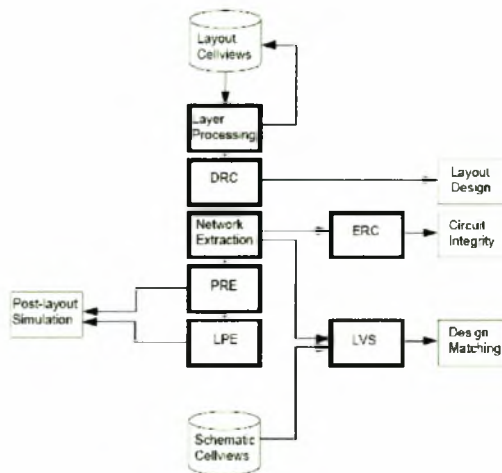 Layout
Cellviews
Layer
Processing
DRC
Layout
Design
Network
Extraction
ERC
Circuit
Integrity
PRE
Post-layout
Simulation
LPE
LVS
Design
Matching
Schematic
Cellviews